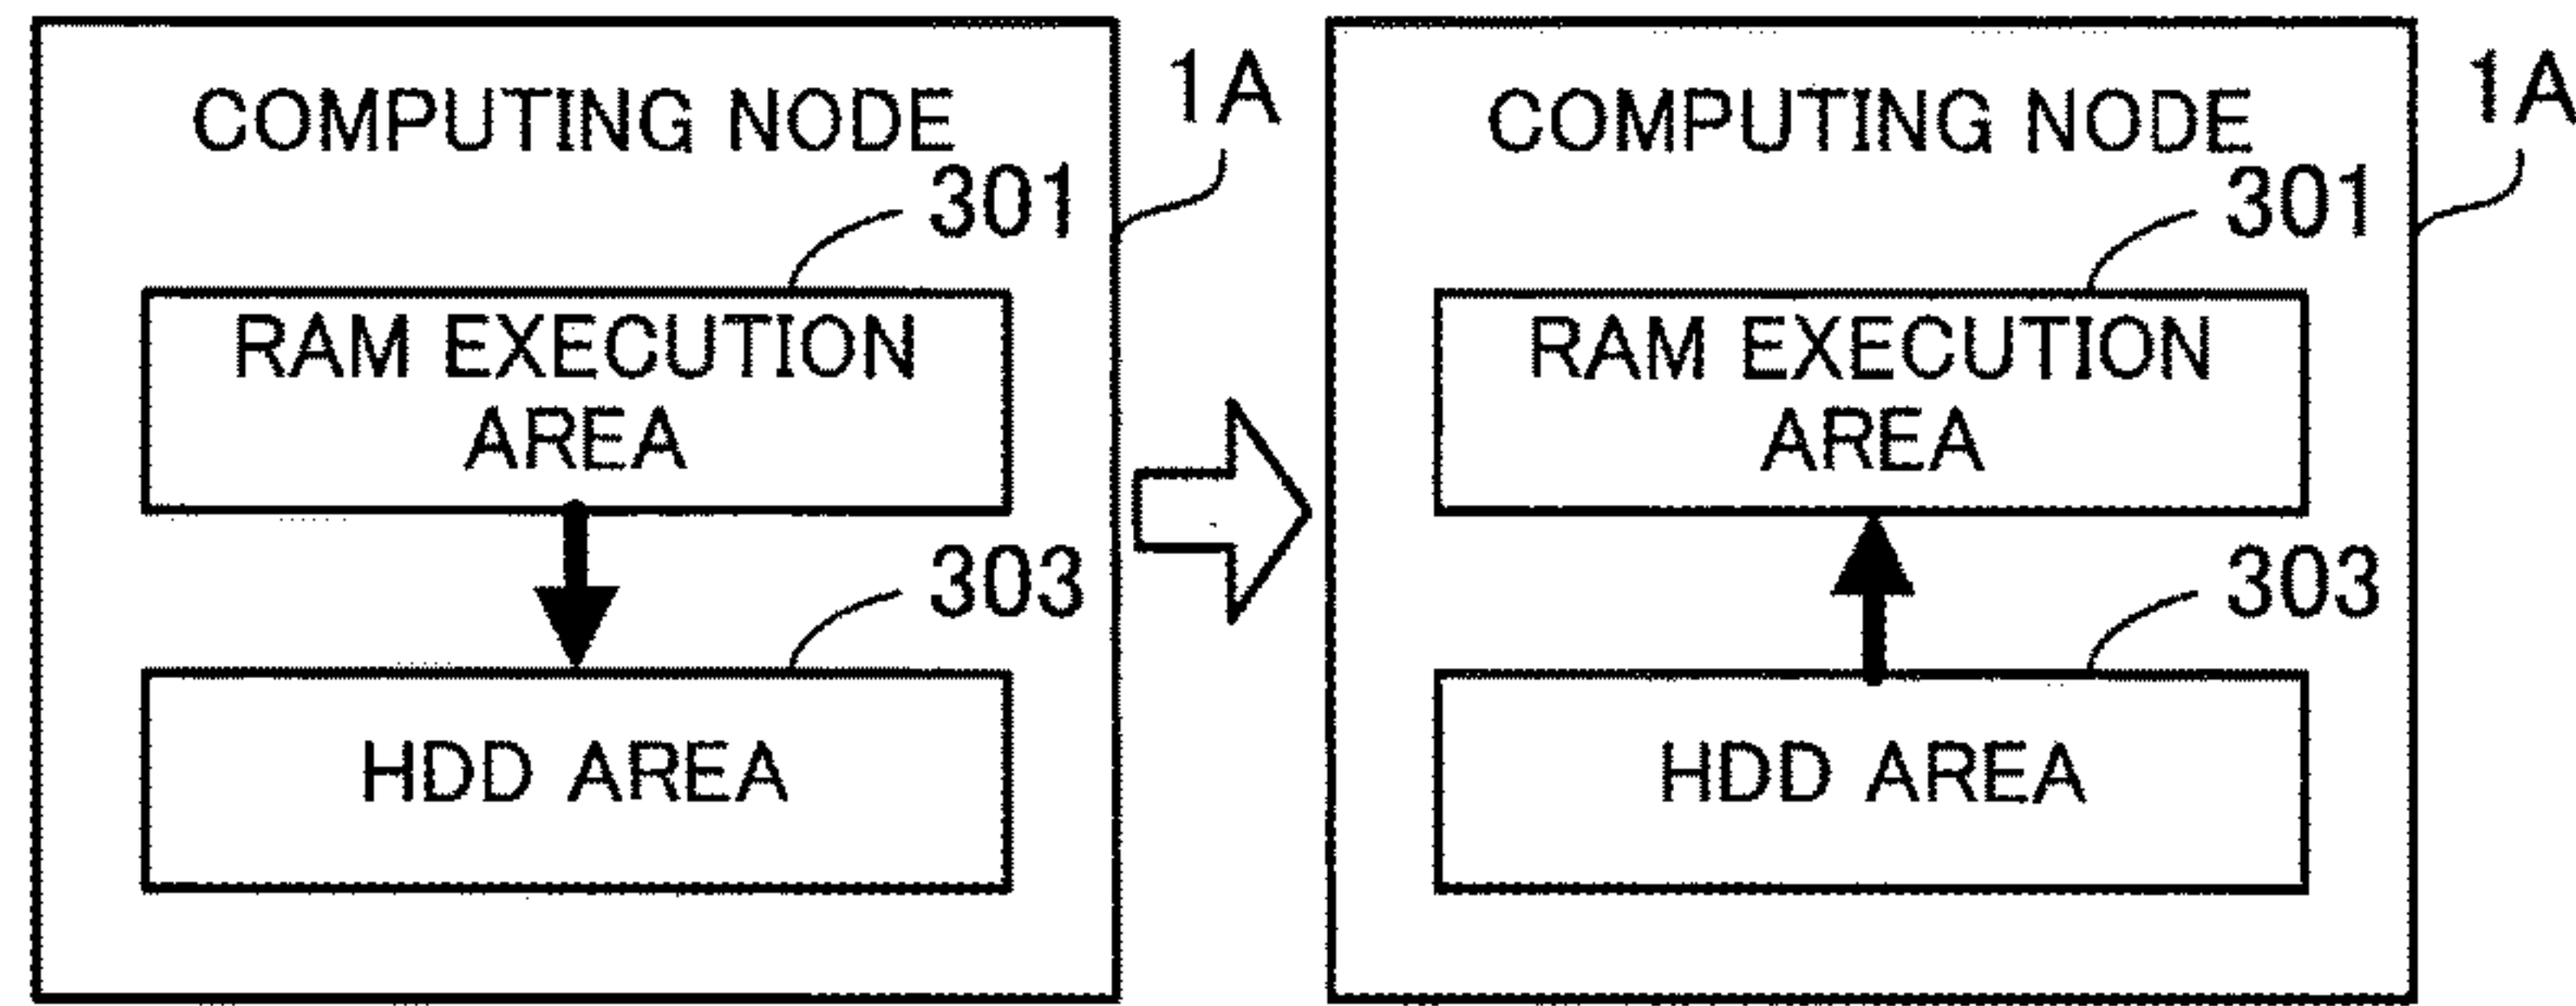 COMPUTING NODE
1A
301
RAM EXECUTION
AREA
303
HDD AREA
COMPUTING NODE
1A
301
RAM EXECUTION
AREA
303
HDD AREA